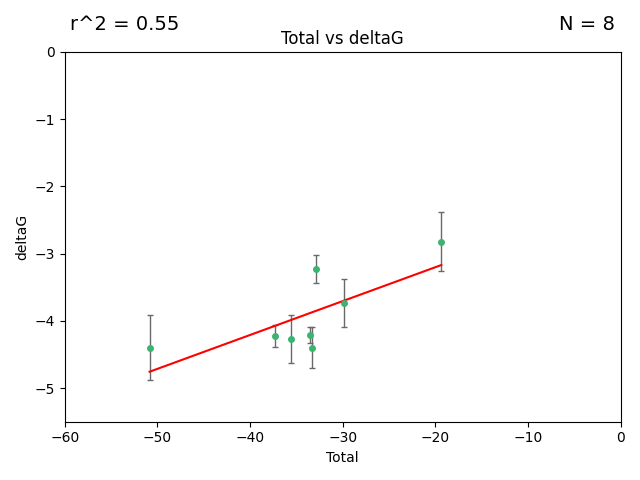 r^2 = 0.55
N = 8
Total vs deltaG
0
−1
−2
−3
−4
−5
deltaG
−60
−50
−40
−30
−20
−10
0
Total